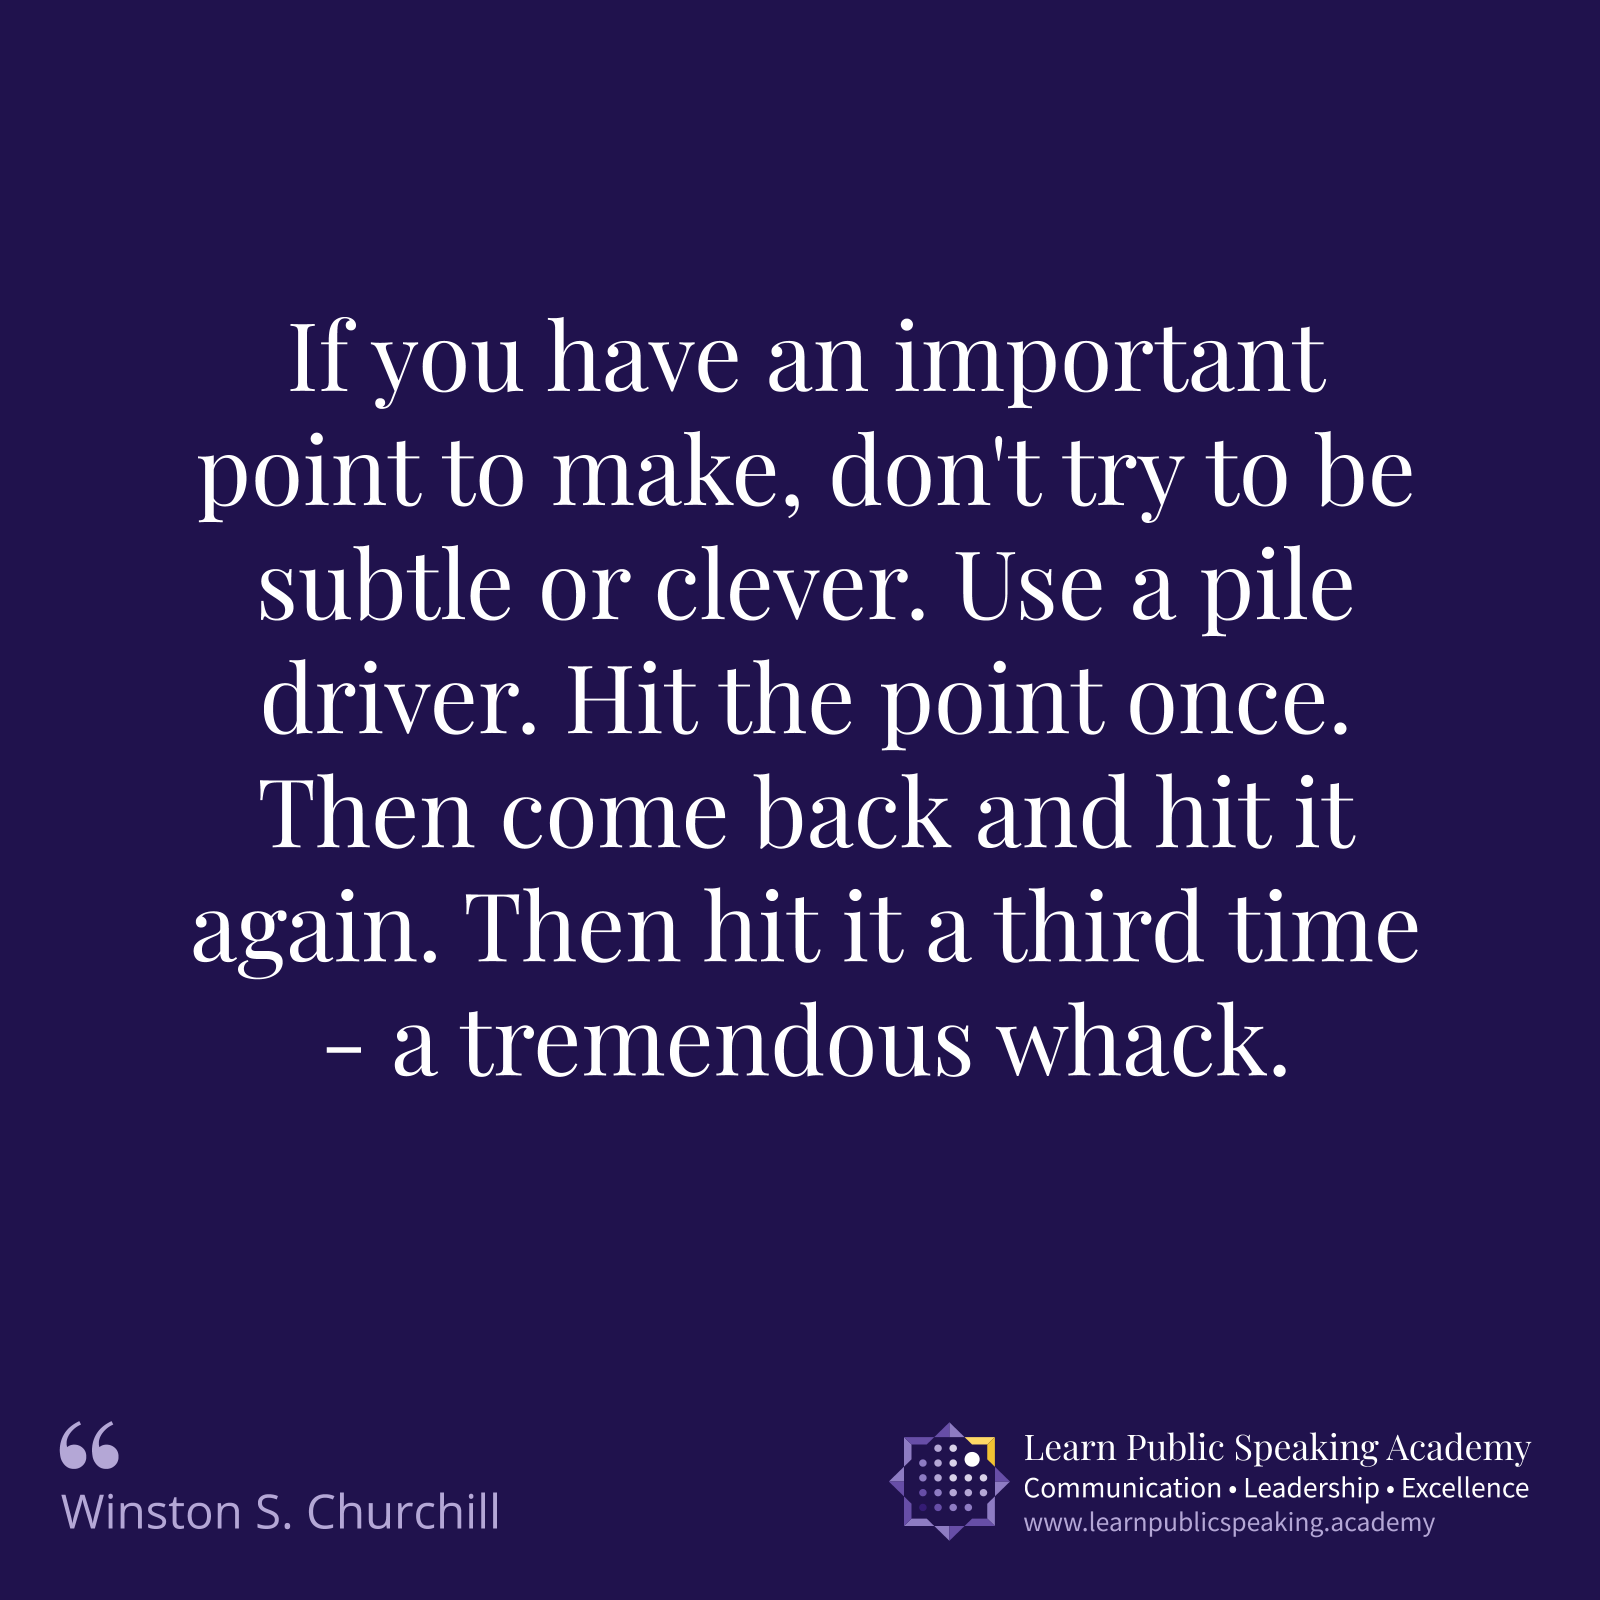 If you have an important
point to make, don't try to be
subtle or clever. Use a pile
driver. Hit the point once.
Then come back and hit it
again. Then hit it a third time
- a tremendous whack.
“
Winston S. Churchill
Learn Public Speaking Academy
Communication • Leadership • Excellence
www.learnpublicspeaking.academy